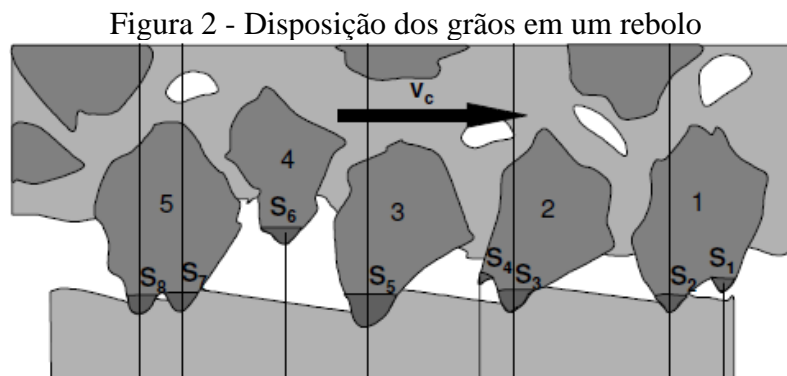 Figura 2 - Disposição dos grãos em um rebolo
Vc
4
5
3
2
1
S6
S8
S7
S5
S4
S3
S2
S1